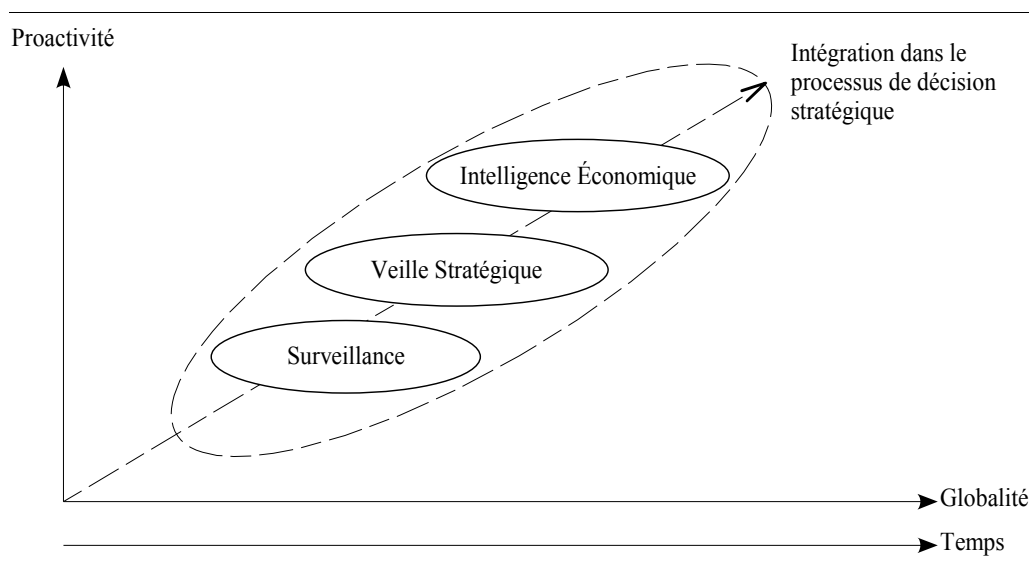 Proactivité
Intégration dans le
processus de décision
stratégique
Intelligence Économique
Veille Stratégique
Surveillance
Globalité
Temps